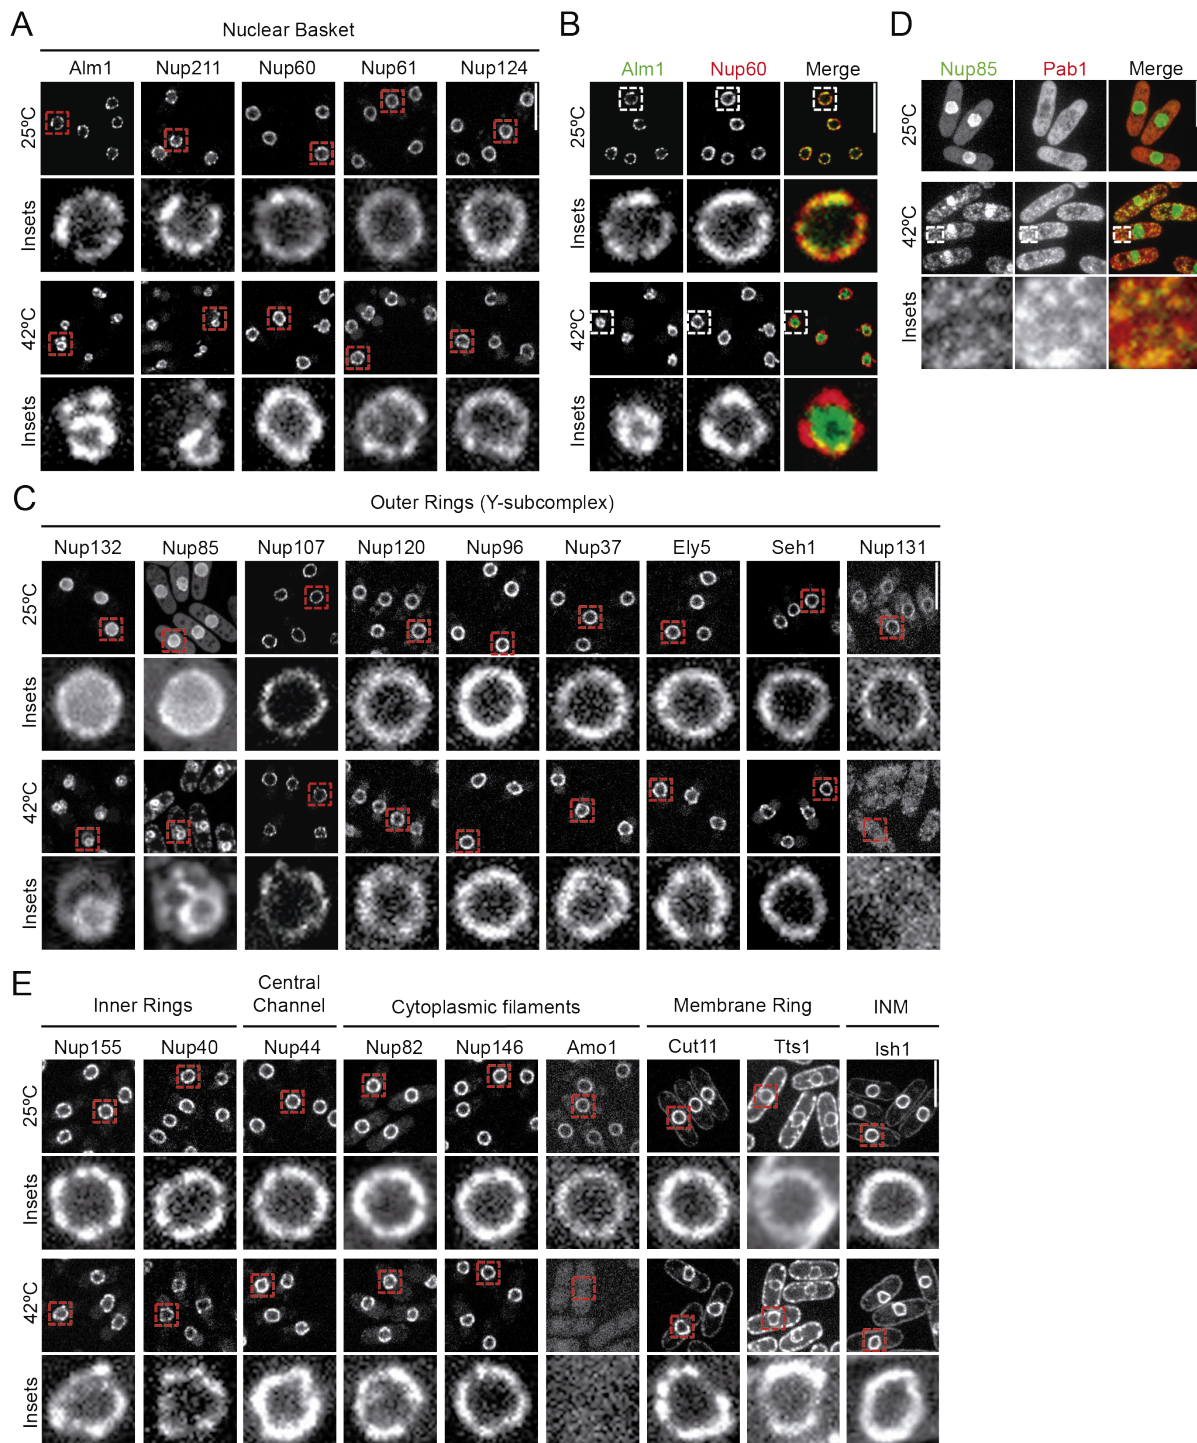 A
Nuclear Basket
Alm1 Nup211 Nup60 Nup61 Nup124
25ºC
Insets
42ºC
Insets
B
Alm1 Nup60 Merge
25ºC
Insets
42ºC
Insets
D
Nup85 Pab1 Merge
25ºC
42ºC
Insets
C
Outer Rings (Y-subcomplex)
Nup132 Nup85 Nup107 Nup120 Nup96 Nup37 Ely5 Seh1 Nup131
25ºC
Insets
42ºC
Insets
E
Inner Rings
Central
Channel
Cytoplasmic filaments
Membrane Ring
INM
Nup155 Nup40 Nup44 Nup82 Nup146 Amo1 Cut11 Tts1 Ish1
25ºC
Insets
42ºC
Insets